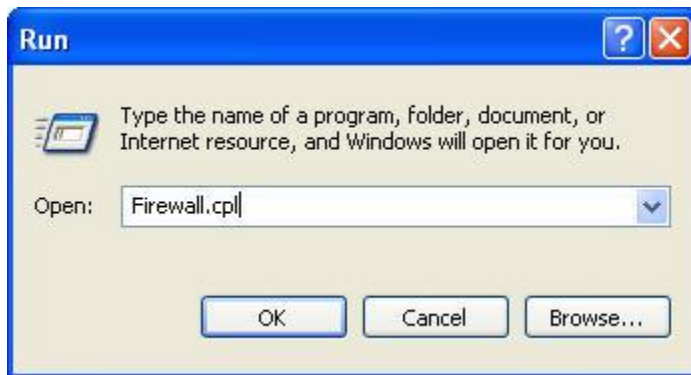 Run
Type the name of a program, folder, document, or
Internet resource, and Windows will open it for you.
Open: Firewall.cpl
OK Cancel Browse...